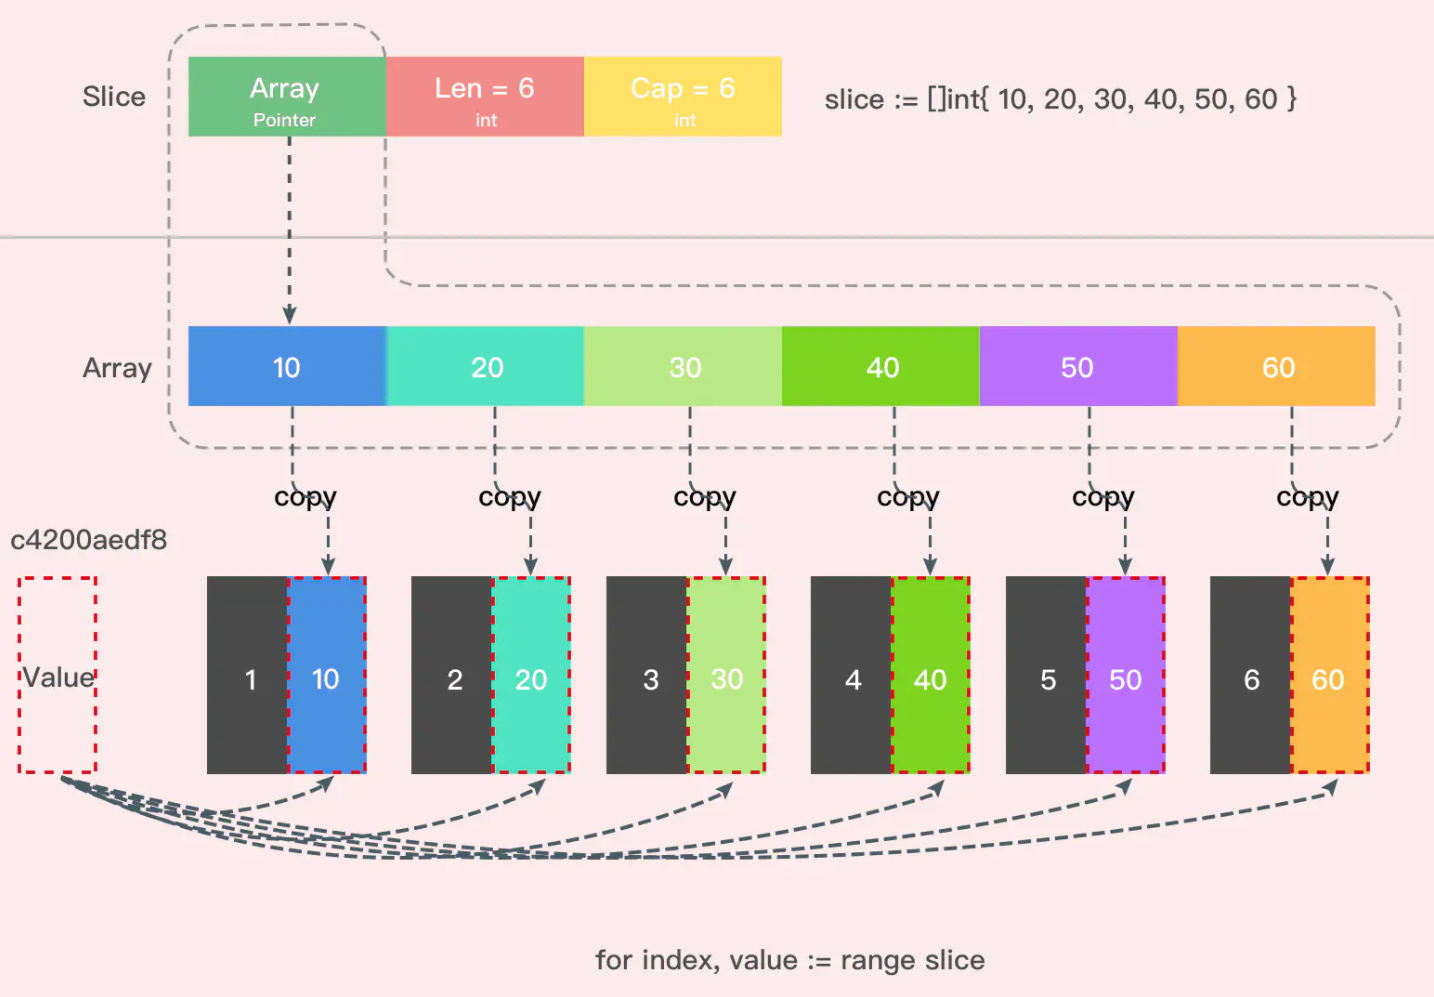 Slice
Array
Pointer
Len = 6
int
Cap = 6
int
slice := []int{ 10, 20, 30, 40, 50, 60 }
Array
10
20
30
40
50
60
copy
copy
copy
copy
copy
copy
c4200aedf8
Value
1
10
2
20
3
30
4
40
5
50
6
60
for index, value := range slice